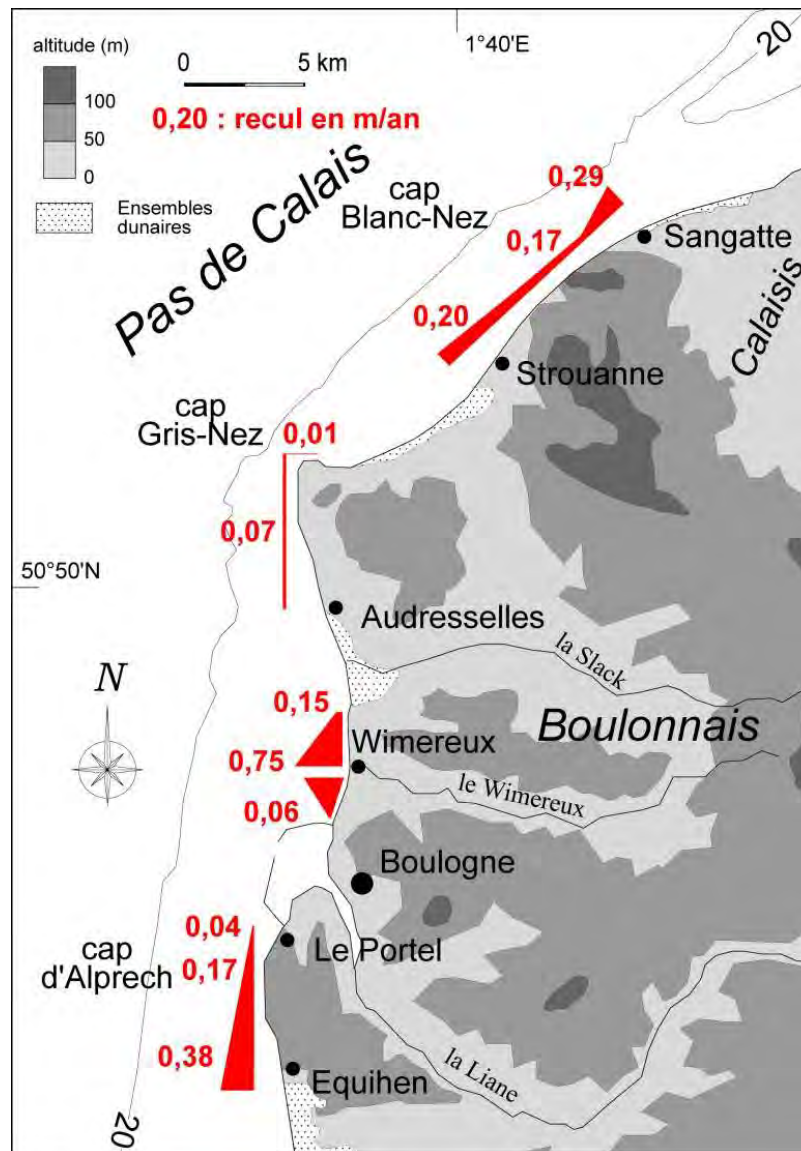 altitude (m)
100
50
0
Ensembles
dunaires
0
5 km
0,20 : recul en m/an
1°40'E
20
Pas de Calais
cap
Blanc-Nez
0,29
0,17
0,20
Sangatte
Calaisis
Strouanne
cap
Gris-Nez
0,01
0,07
50°50'N
Audresselles
la Slack
N
0,15
Wimereux
Boulonnais
0,75
le Wimereux
0,06
Boulogne
0,04
Le Portel
cap
d'Alprech
0,17
0,38
Equihen
la Liane
20